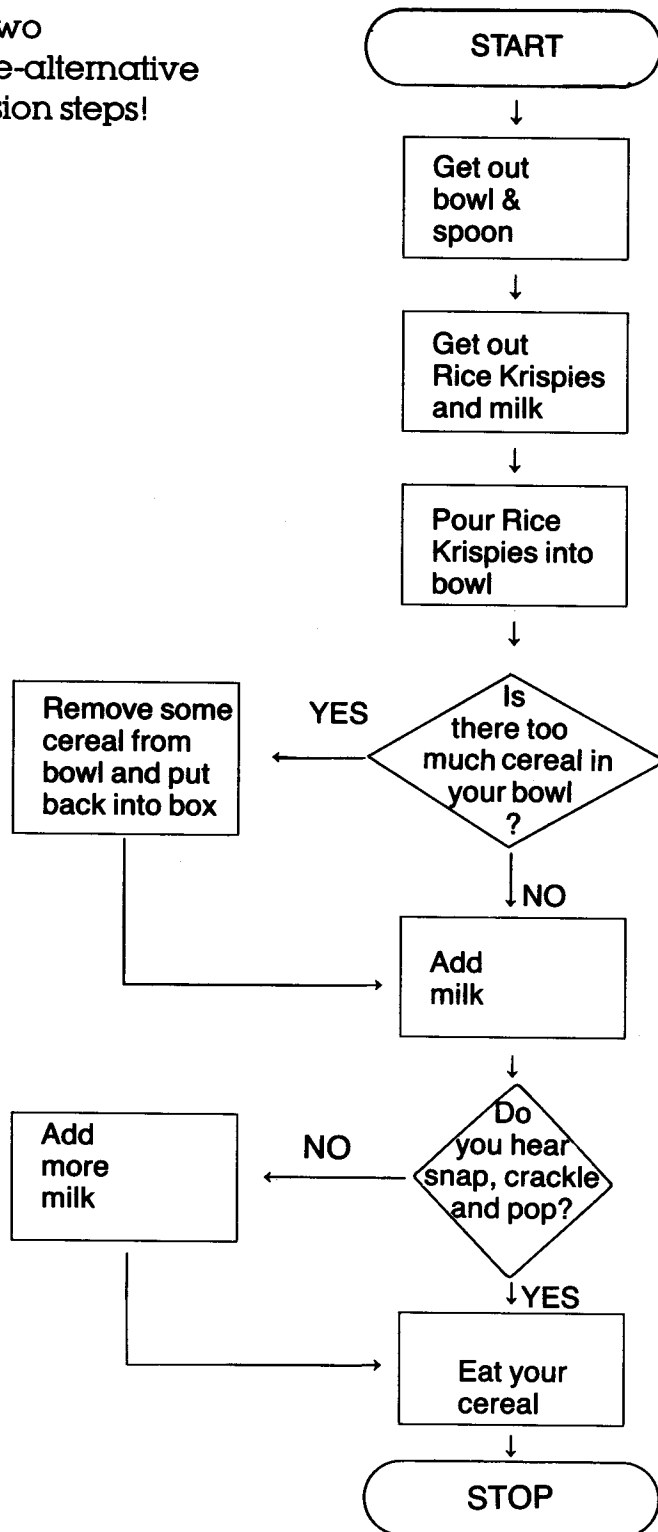 wo
e-alternative
sion steps!
START
Get out
bowl &
spoon
Get out
Rice Krispies
and milk
Pour Rice
Krispies into
bowl
Is
there too
much cereal in
your bowl
?
YES
Remove some
cereal from
bowl and put
back into box
NO
Add
milk
Do
you hear
snap, crackle
and pop?
NO
Add
more
milk
YES
Eat your
cereal
STOP